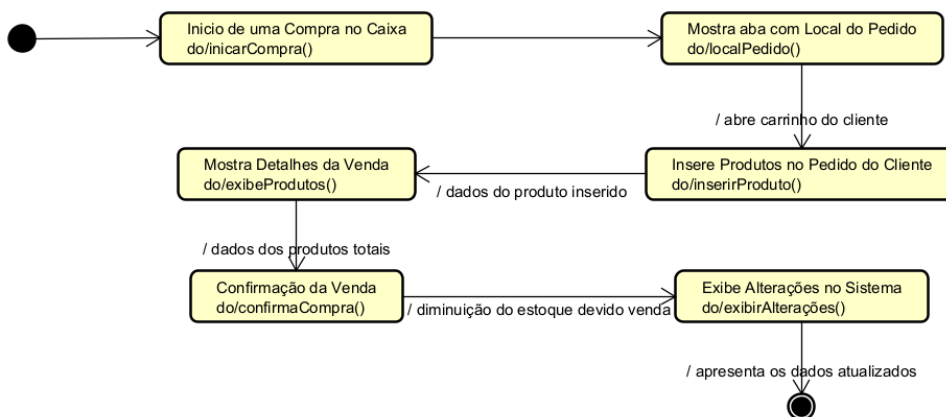 Inicio de uma Compra no Caixa
do/inicarCompra()
Mostra aba com Local do Pedido
do/localPedido()
/ abre carrinho do cliente
Insere Produtos no Pedido do Cliente
do/inserirProduto()
/ dados do produto inserido
Mostra Detalhes da Venda
do/exibeProdutos()
/ dados dos produtos totais
Confirmação da Venda
do/confirmaCompra()
/ diminuição do estoque devido venda
Exibe Alterações no Sistema
do/exibirAlterações()
/ apresenta os dados atualizados